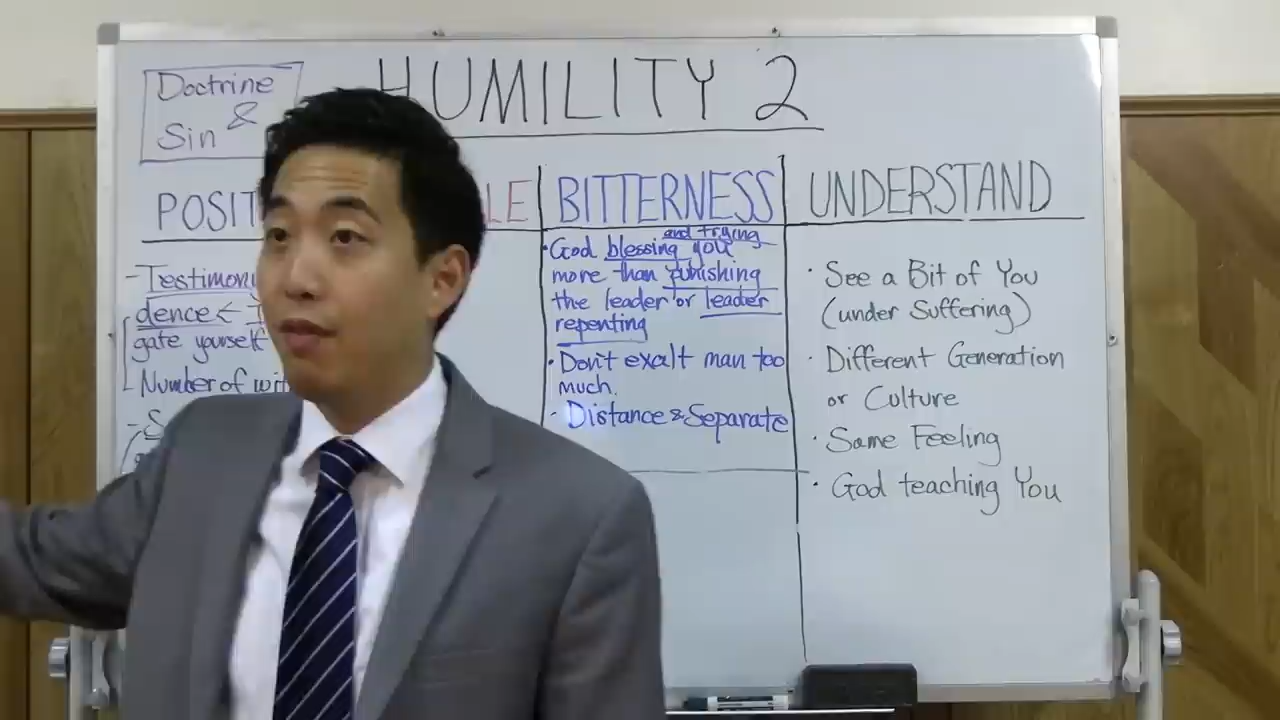 Doctrine
&
Sin
HUMILITY 2
POSIT
- Testimon
dence <
gate yourself
Number of wit
LE
BITTERNESS
and trying
• God blessing you
more than punishing
the leader or leader
repenting
• Don't exalt man too
much.
• Distance & Separate
UNDERSTAND
• See a Bit of You
(under Suffering)
• Different Generation
or Culture
• Same Feeling
• God teaching You